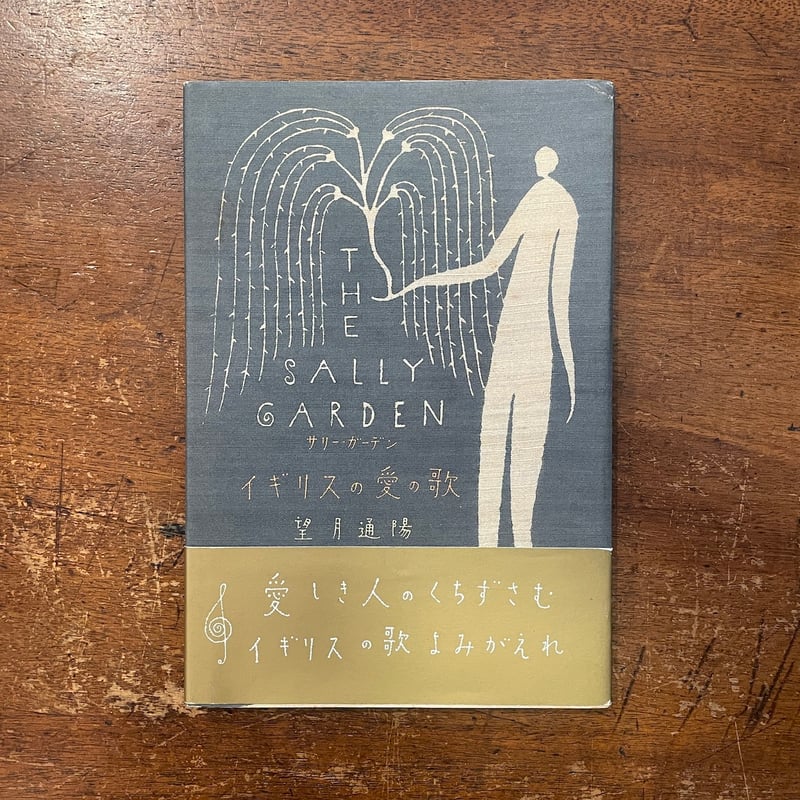 THE
SALLY
GARDEN
サリー・ガーデン
イギリスの愛の歌
望月通陽
愛しき人のくちずさむ
イギリスの歌よみがえれ